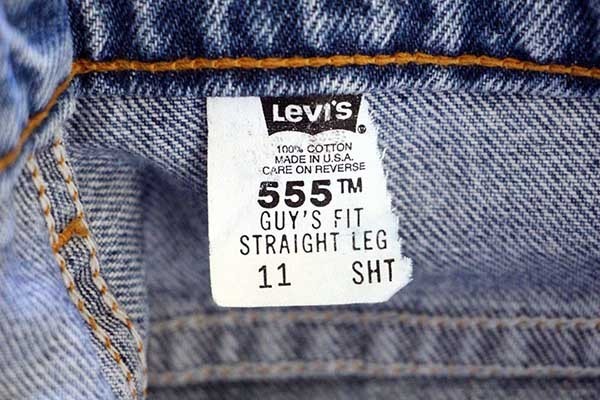 Levi's
100% COTTON
MADE IN U.S.A.
CARE ON REVERSE
555™
GUY'S FIT
STRAIGHT LEG
11 SHT